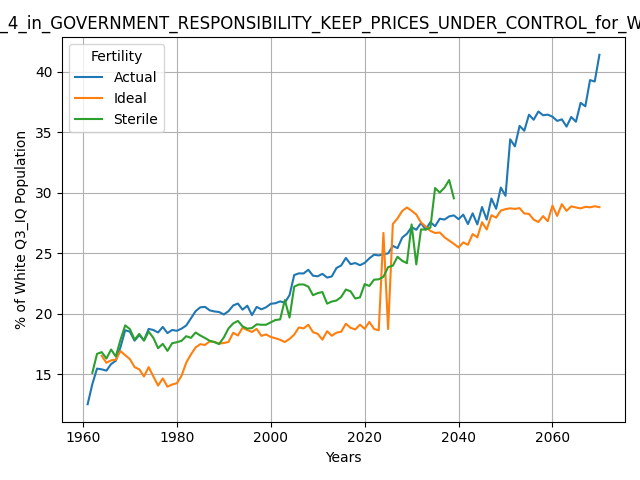 _4_in_GOVERNMENT_RESPONSIBILITY_KEEP_PRICES_UNDER_CONTROL_for_W
Fertility
Actual
Ideal
Sterile
% of White Q3_IQ Population
40
35
30
25
20
15
1960 1980 2000 2020 2040 2060
Years